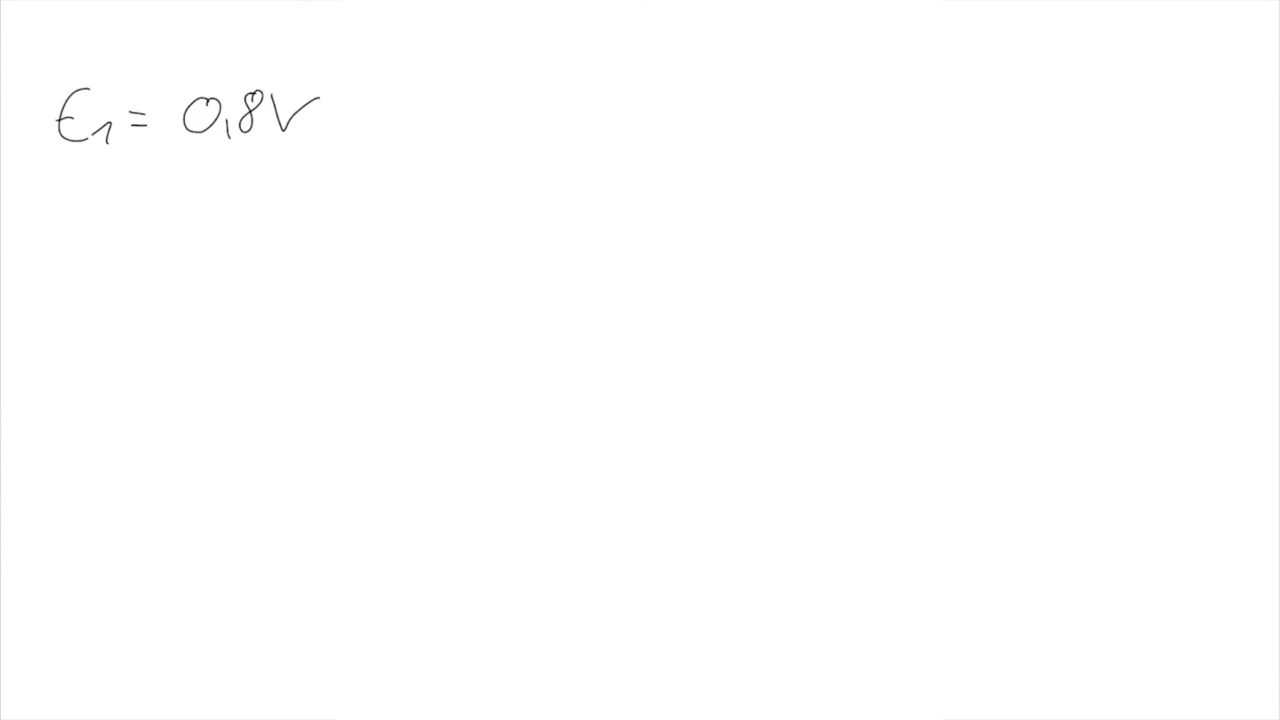 E₁ = 0,8V